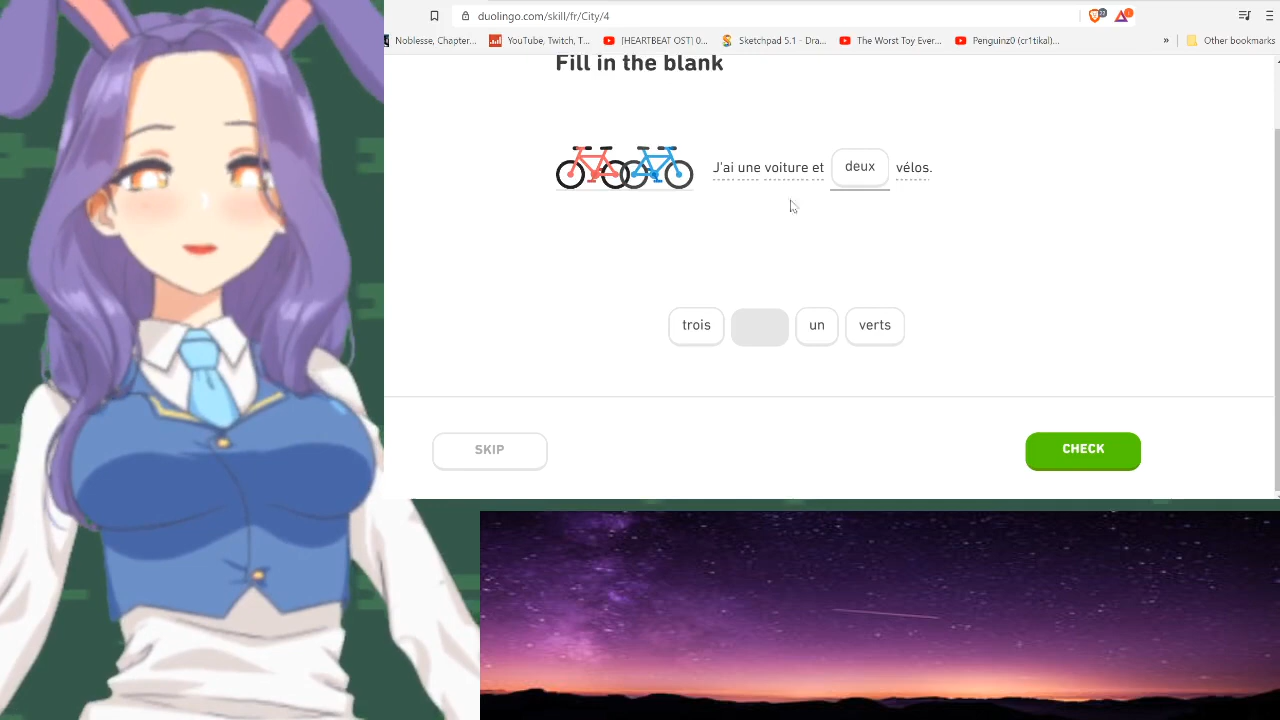 duolingo.com/skill/fr/City/4
Noblesse, Chapter... YouTube, Twitch, T... [HEARTBEAT OST] 0... Sketchpad 5.1 - Dra... The Worst Toy Ever... Penguinz0 (cr1tikal)... » Other bookmarks
Fill in the blank
J'ai une voiture et deux vélos.
trois un verts
SKIP CHECK